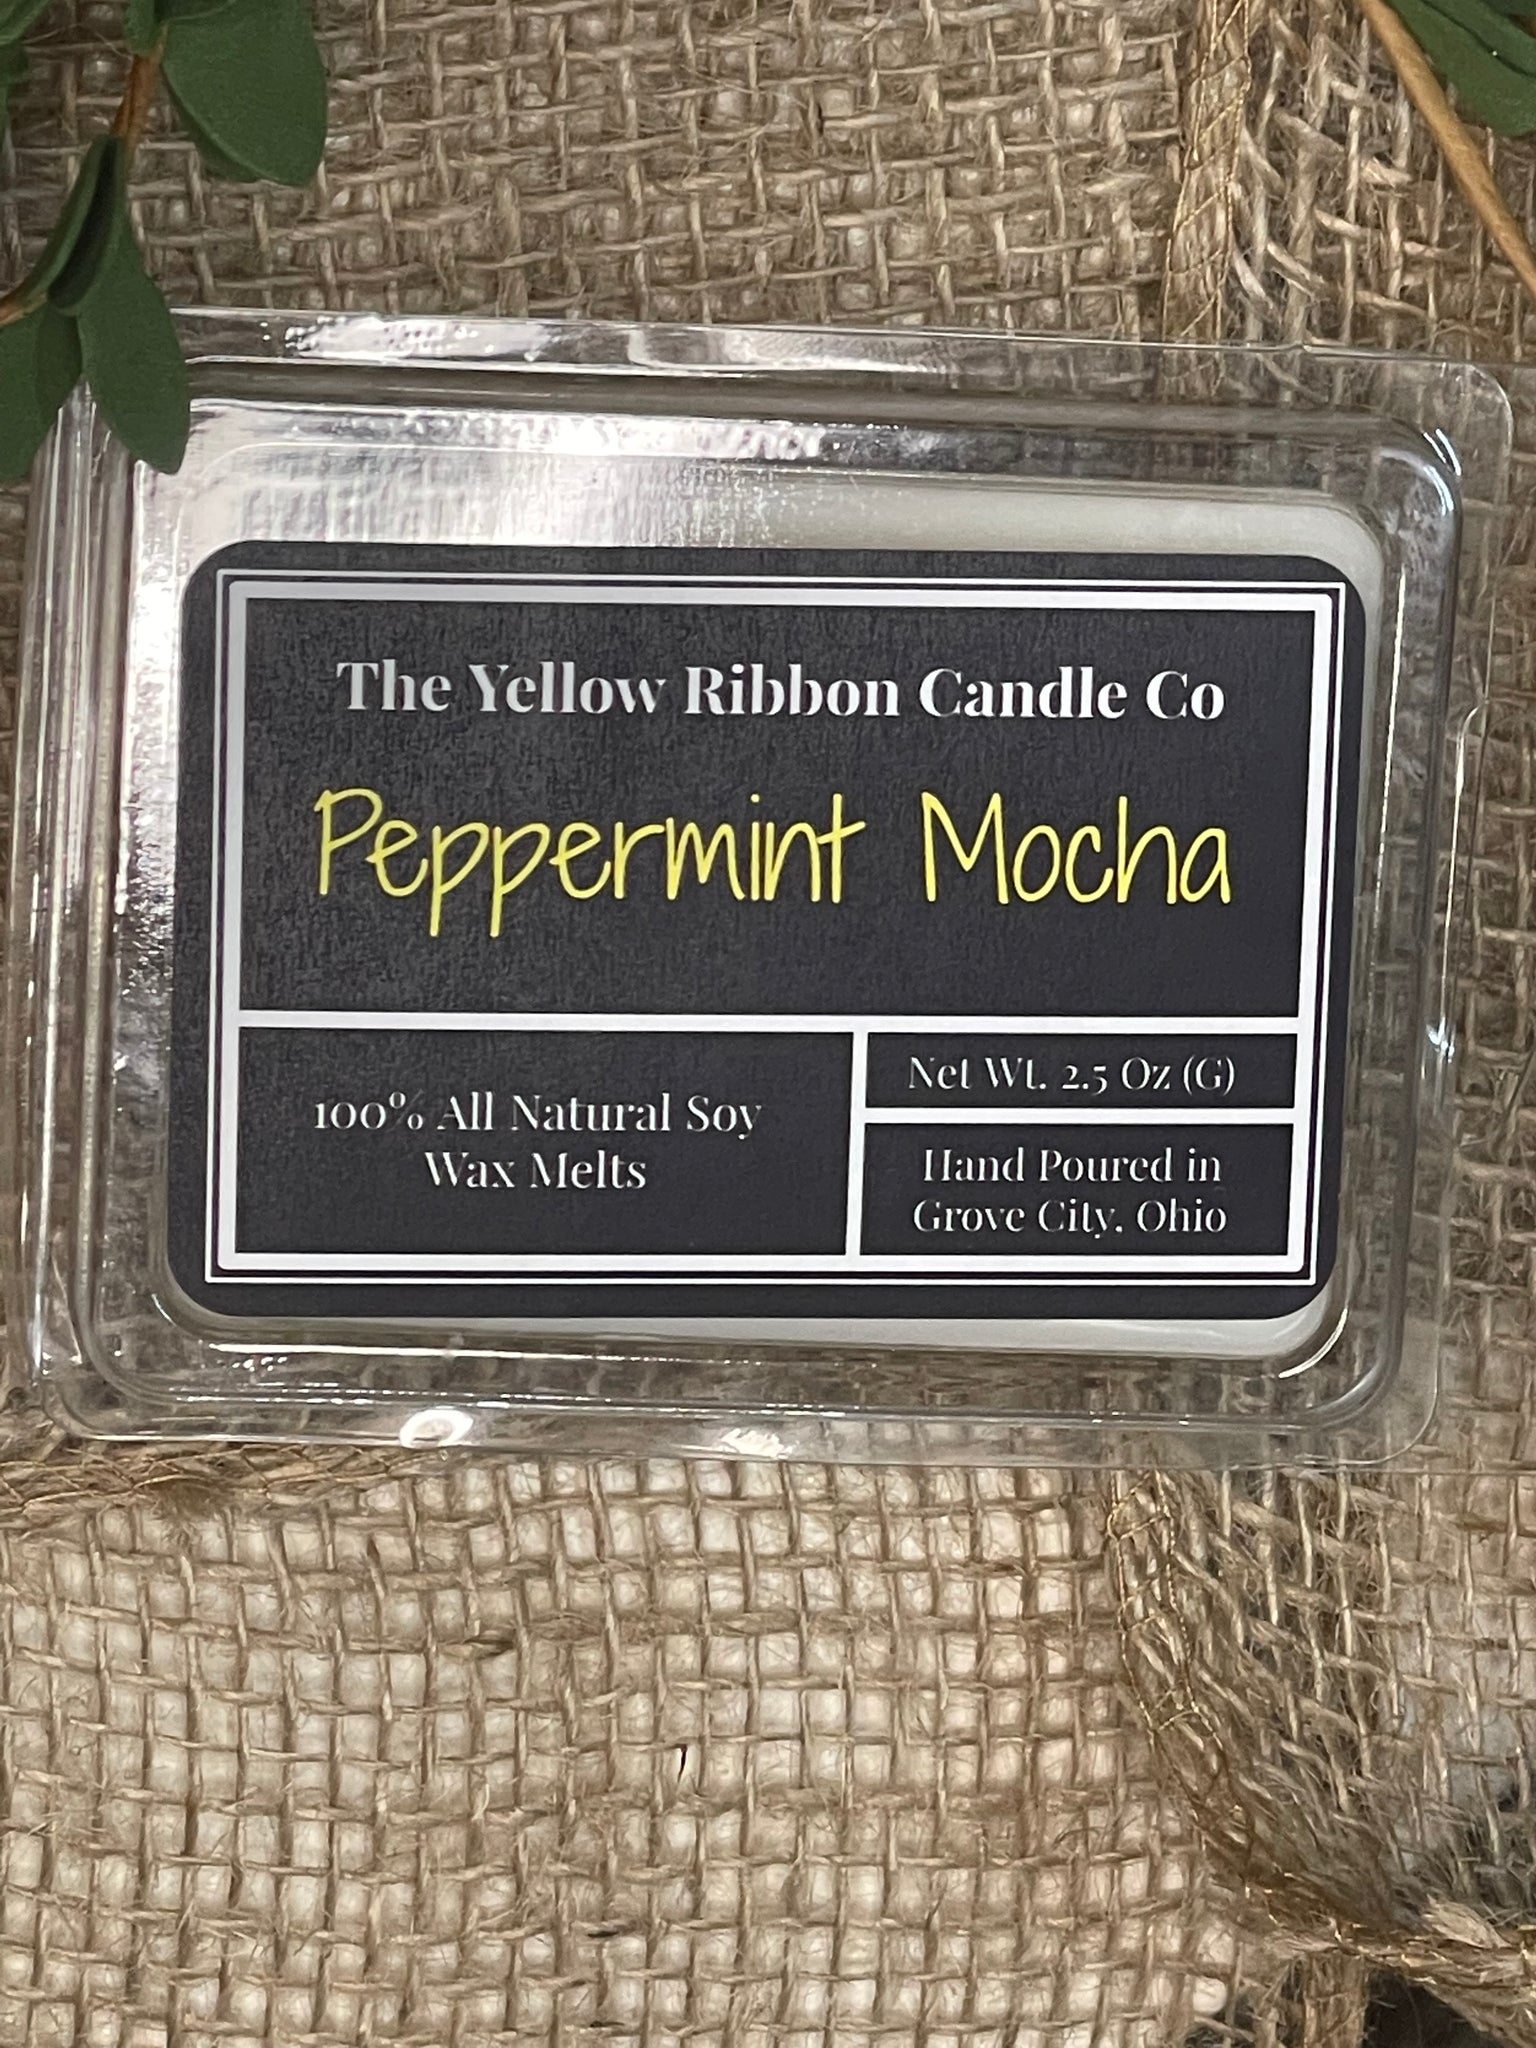 The Yellow Ribbon Candle Co
Peppermint Mocha
100% All Natural Soy
Wax Melts
Net Wt. 2.5 Oz (G)
Hand Poured in
Grove City, Ohio